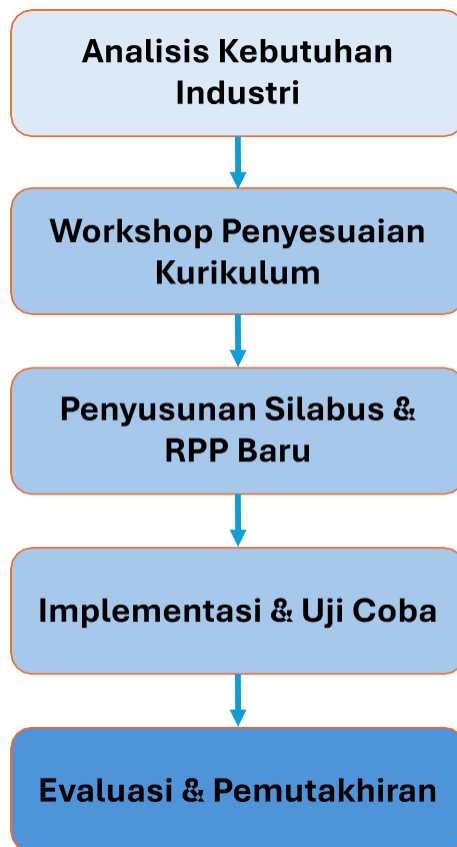 Analisis Kebutuhan
Industri
Workshop Penyesuaian
Kurikulum
Penyusunan Silabus &
RPP Baru
Implementasi & Uji Coba
Evaluasi & Pemutakhiran